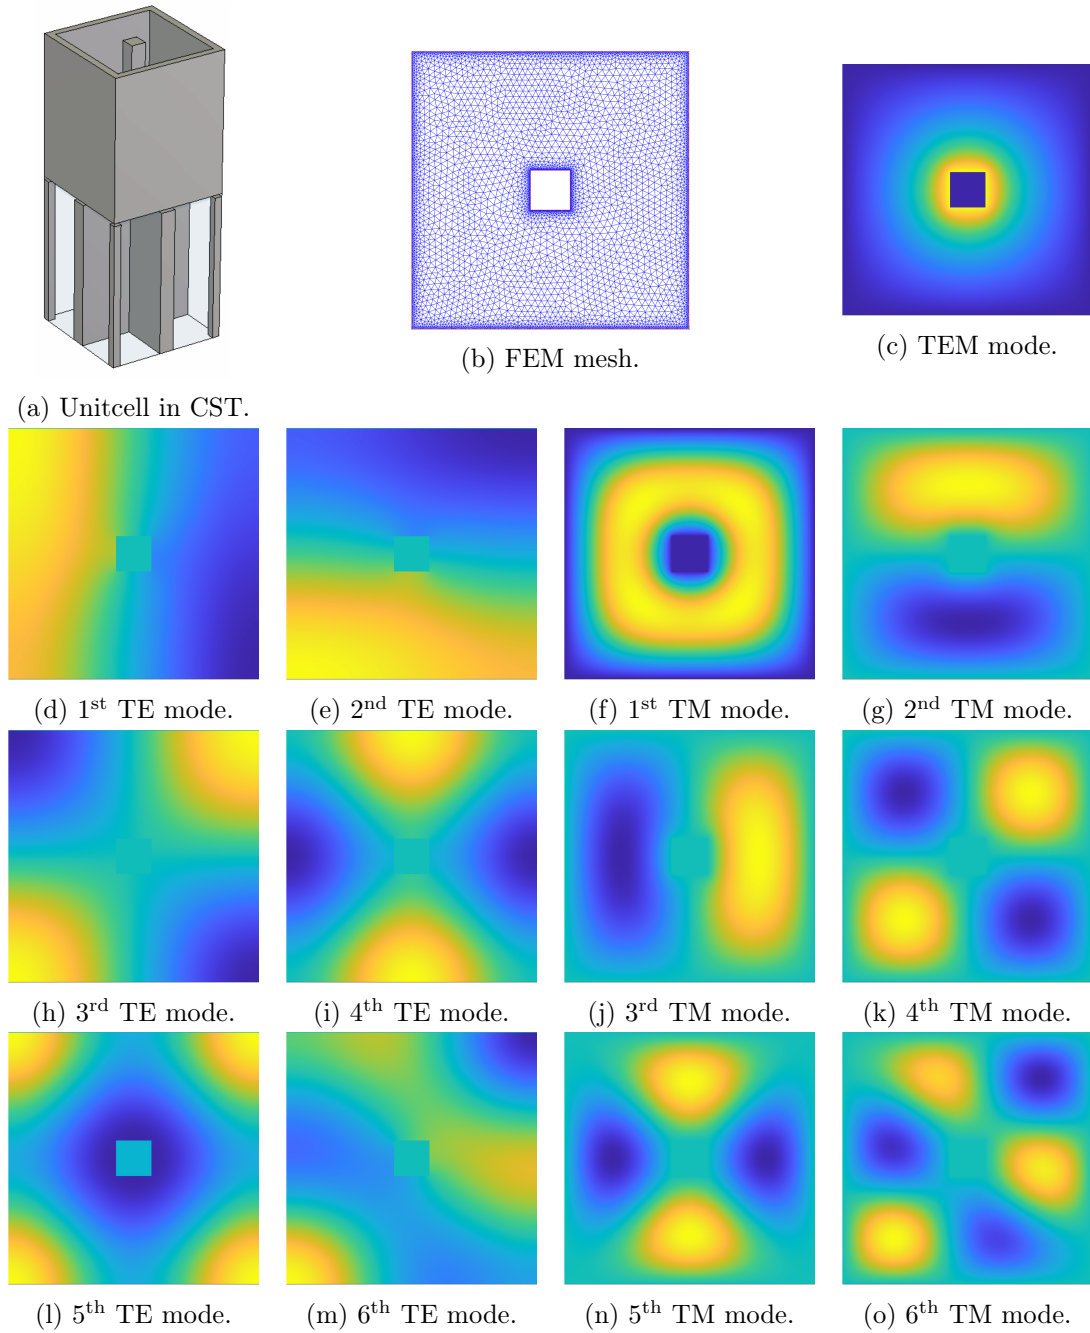 (a) Unitcell in CST.
(b) FEM mesh.
(c) TEM mode.
(d) 1st TE mode.
(e) 2nd TE mode.
(f) 1st TM mode.
(g) 2nd TM mode.
(h) 3rd TE mode.
(i) 4th TE mode.
(j) 3rd TM mode.
(k) 4th TM mode.
(l) 5th TE mode.
(m) 6th TE mode.
(n) 5th TM mode.
(o) 6th TM mode.